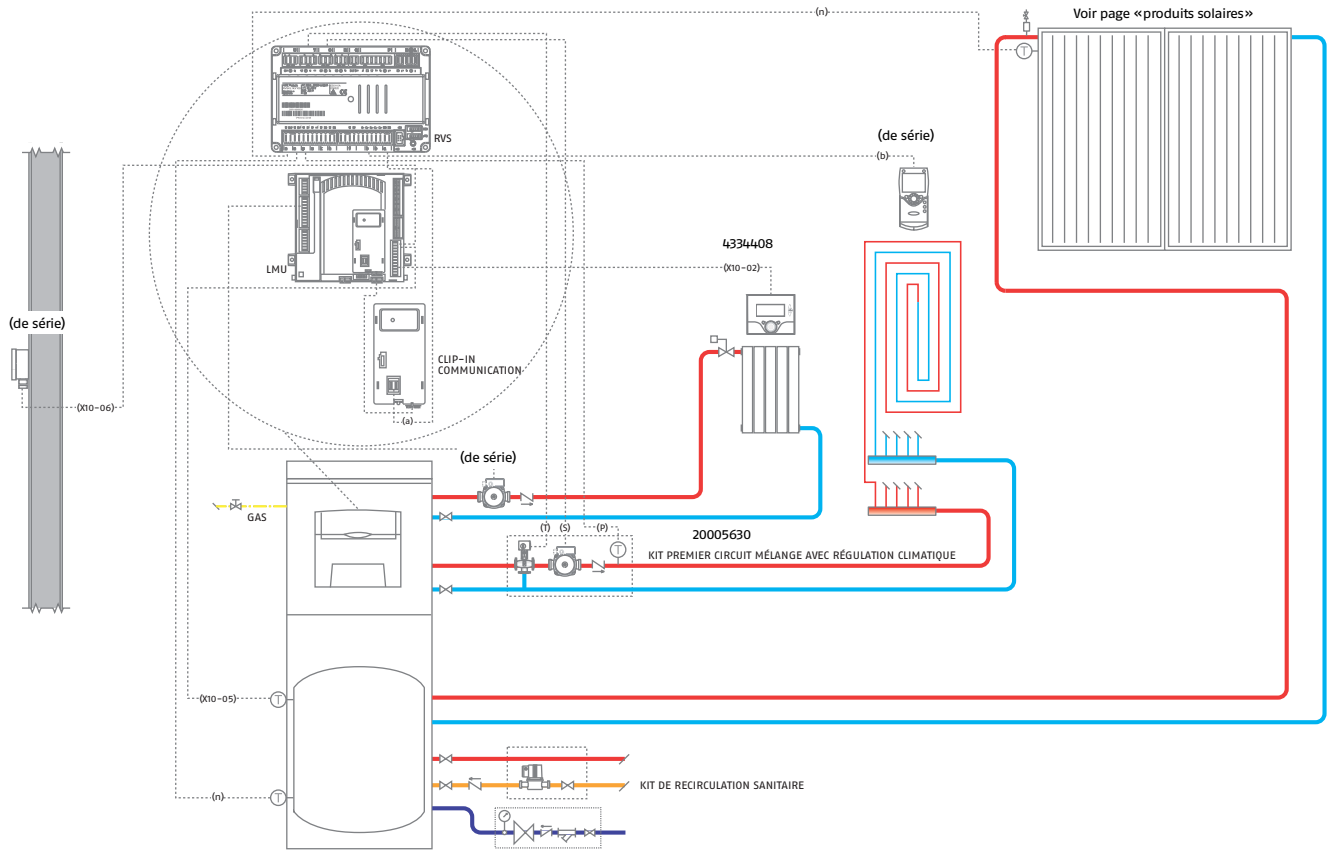 (n)
Voir page «produits solaires»
T
RVS
(de série)
(b)
LMU
4334408
(X10-02)
(de série)
CLIP-IN
COMMUNICATION
(X10-06)
(a)
(de série)
GAS
(T) (S) (P)
20005630
T
KIT PREMIER CIRCUIT MÉLANGE AVEC RÉGULATION CLIMATIQUE
(X10-05)
T
KIT DE RECIRCULATION SANITAIRE
(n)
T